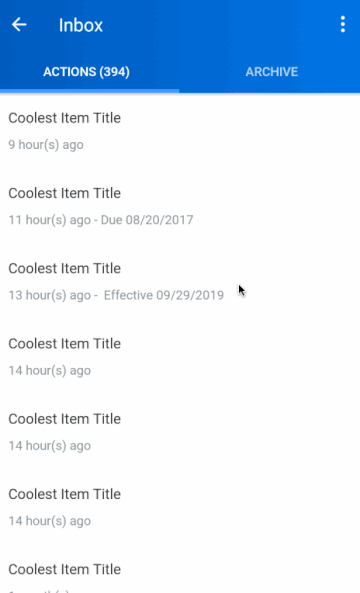 Inbox
ACTIONS (394)
ARCHIVE
Coolest Item Title
9 hour(s) ago
Coolest Item Title
11 hour(s) ago - Due 08/20/2017
Coolest Item Title
13 hour(s) ago - Effective 09/29/2019
Coolest Item Title
14 hour(s) ago
Coolest Item Title
14 hour(s) ago
Coolest Item Title
14 hour(s) ago
Coolest Item Title